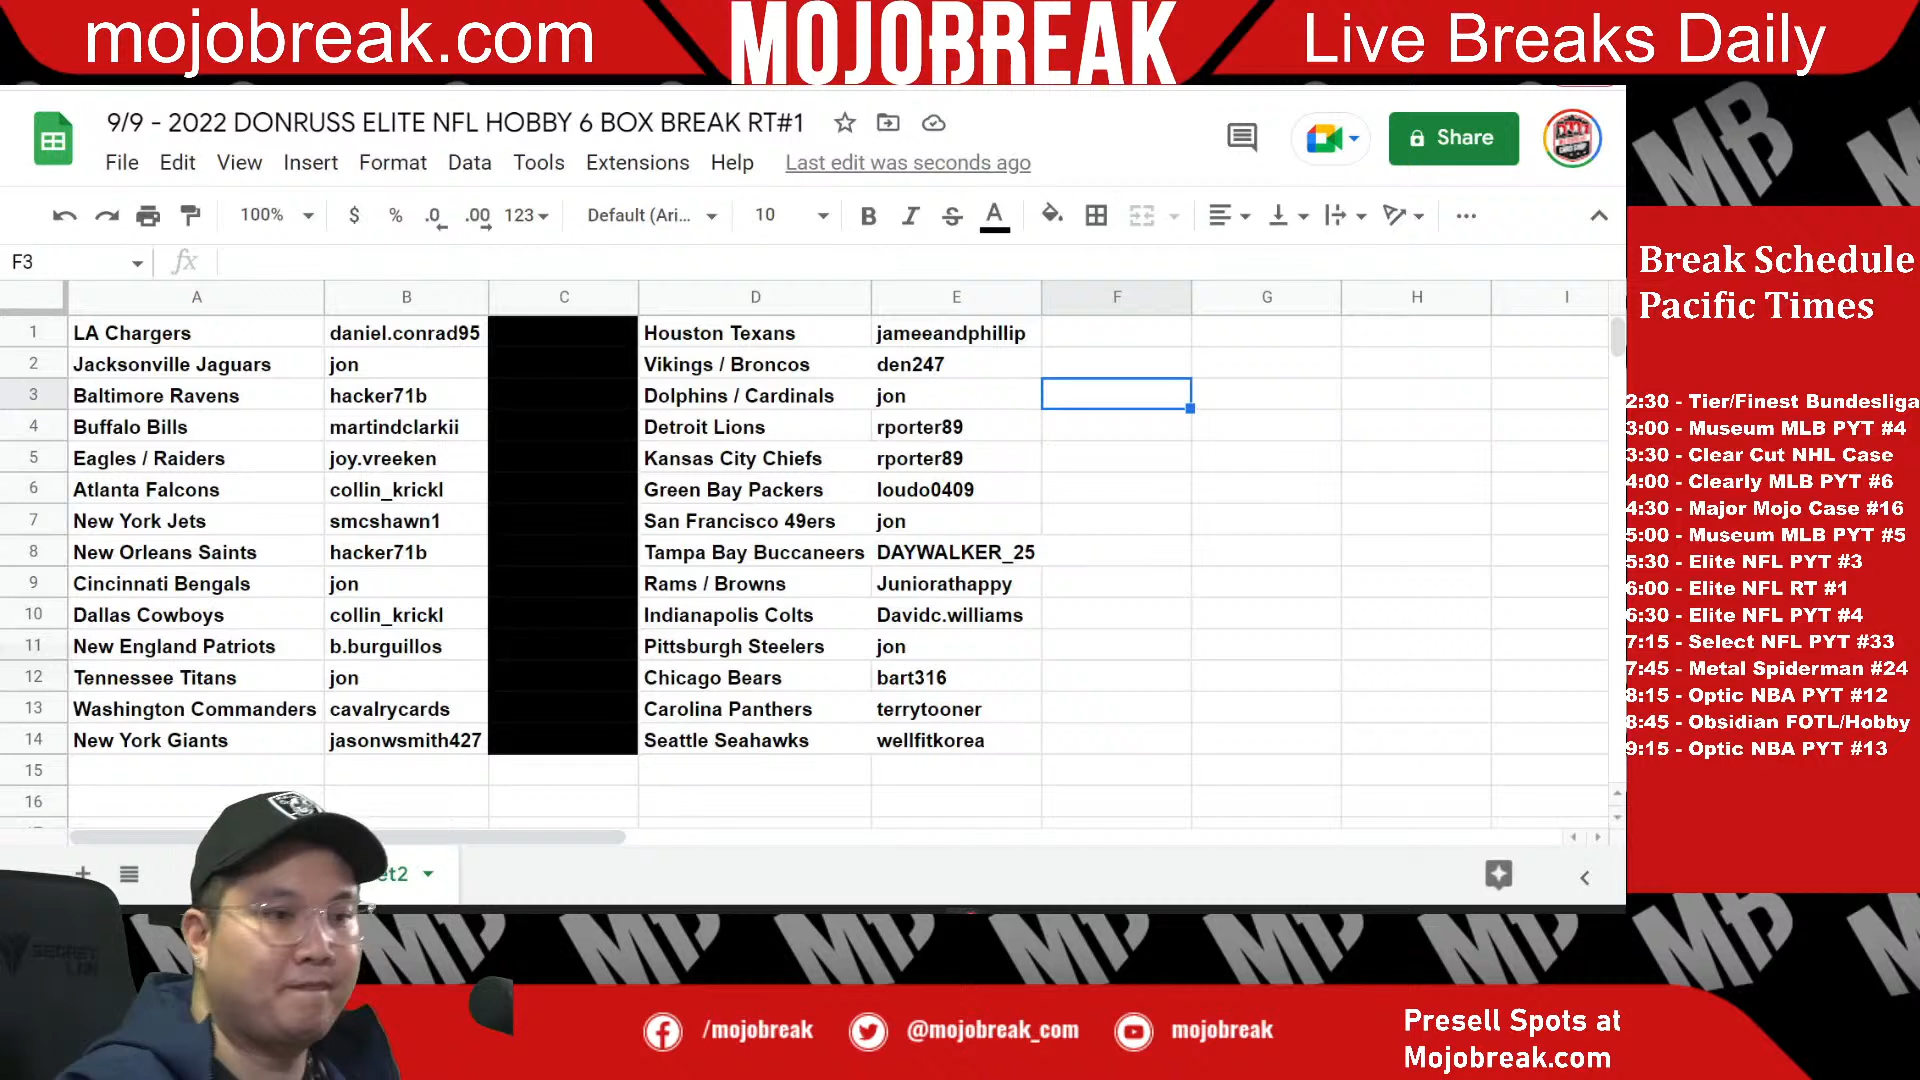 mojobreak.com
MOJOBREAK
Live Breaks Daily
9/9 - 2022 DONRUSS ELITE NFL HOBBY 6 BOX BREAK RT#1
File Edit View Insert Format Data Tools Extensions Help Last edit was seconds ago
Share
100% $ % .0 .00 123 Default (Ari... 10 B I S A
F3 fx
A B C D E F G H I
1 LA Chargers daniel.conrad95 Houston Texans jameeandphillip
2 Jacksonville Jaguars jon Vikings / Broncos den247
3 Baltimore Ravens hacker71b Dolphins / Cardinals jon
4 Buffalo Bills martindclarkii Detroit Lions rporter89
5 Eagles / Raiders joy.vreeken Kansas City Chiefs rporter89
6 Atlanta Falcons collin_krickl Green Bay Packers loudo0409
7 New York Jets smcshawn1 San Francisco 49ers jon
8 New Orleans Saints hacker71b Tampa Bay Buccaneers DAYWALKER_25
9 Cincinnati Bengals jon Rams / Browns Juniorathappy
10 Dallas Cowboys collin_krickl Indianapolis Colts Davidc.williams
11 New England Patriots b.burguillos Pittsburgh Steelers jon
12 Tennessee Titans jon Chicago Bears bart316
13 Washington Commanders cavalrycards Carolina Panthers terrytooner
14 New York Giants jasonwsmith427 Seattle Seahawks wellfitkorea
15
16
et2
Break Schedule
Pacific Times
2:30 - Tier/Finest Bundesliga
3:00 - Museum MLB PYT #4
3:30 - Clear Cut NHL Case
4:00 - Clearly MLB PYT #6
4:30 - Major Mojo Case #16
5:00 - Museum MLB PYT #5
5:30 - Elite NFL PYT #3
6:00 - Elite NFL RT #1
6:30 - Elite NFL PYT #4
7:15 - Select NFL PYT #33
7:45 - Metal Spiderman #24
8:15 - Optic NBA PYT #12
8:45 - Obsidian FOTL/Hobby
9:15 - Optic NBA PYT #13
/mojobreak @mojobreak_com mojobreak
Presell Spots at
Mojobreak.com